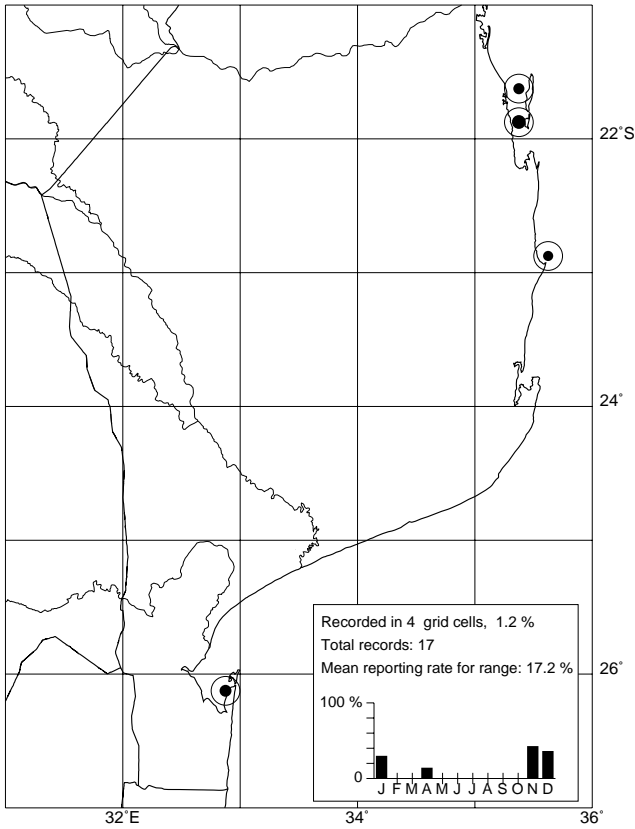 22°S
24°
Recorded in 4 grid cells, 1.2 %
Total records: 17
Mean reporting rate for range: 17.2 %
26°
100 %
0
J F M A M J J A S O N D
32°E 34° 36°